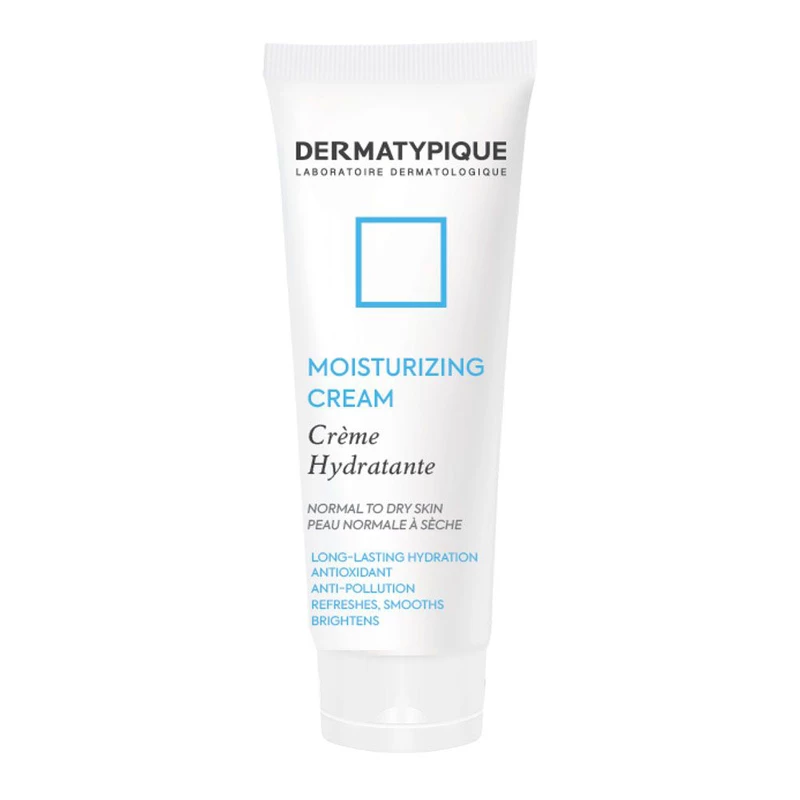 DERMATYPIQUE
LABORATOIRE DERMATOLOGIQUE
MOISTURIZING
CREAM
Crème
Hydratante
NORMAL TO DRY SKIN
PEAU NORMALE À SÈCHE
LONG-LASTING HYDRATION
ANTIOXIDANT
ANTI-POLLUTION
REFRESHES, SMOOTHS
BRIGHTENS